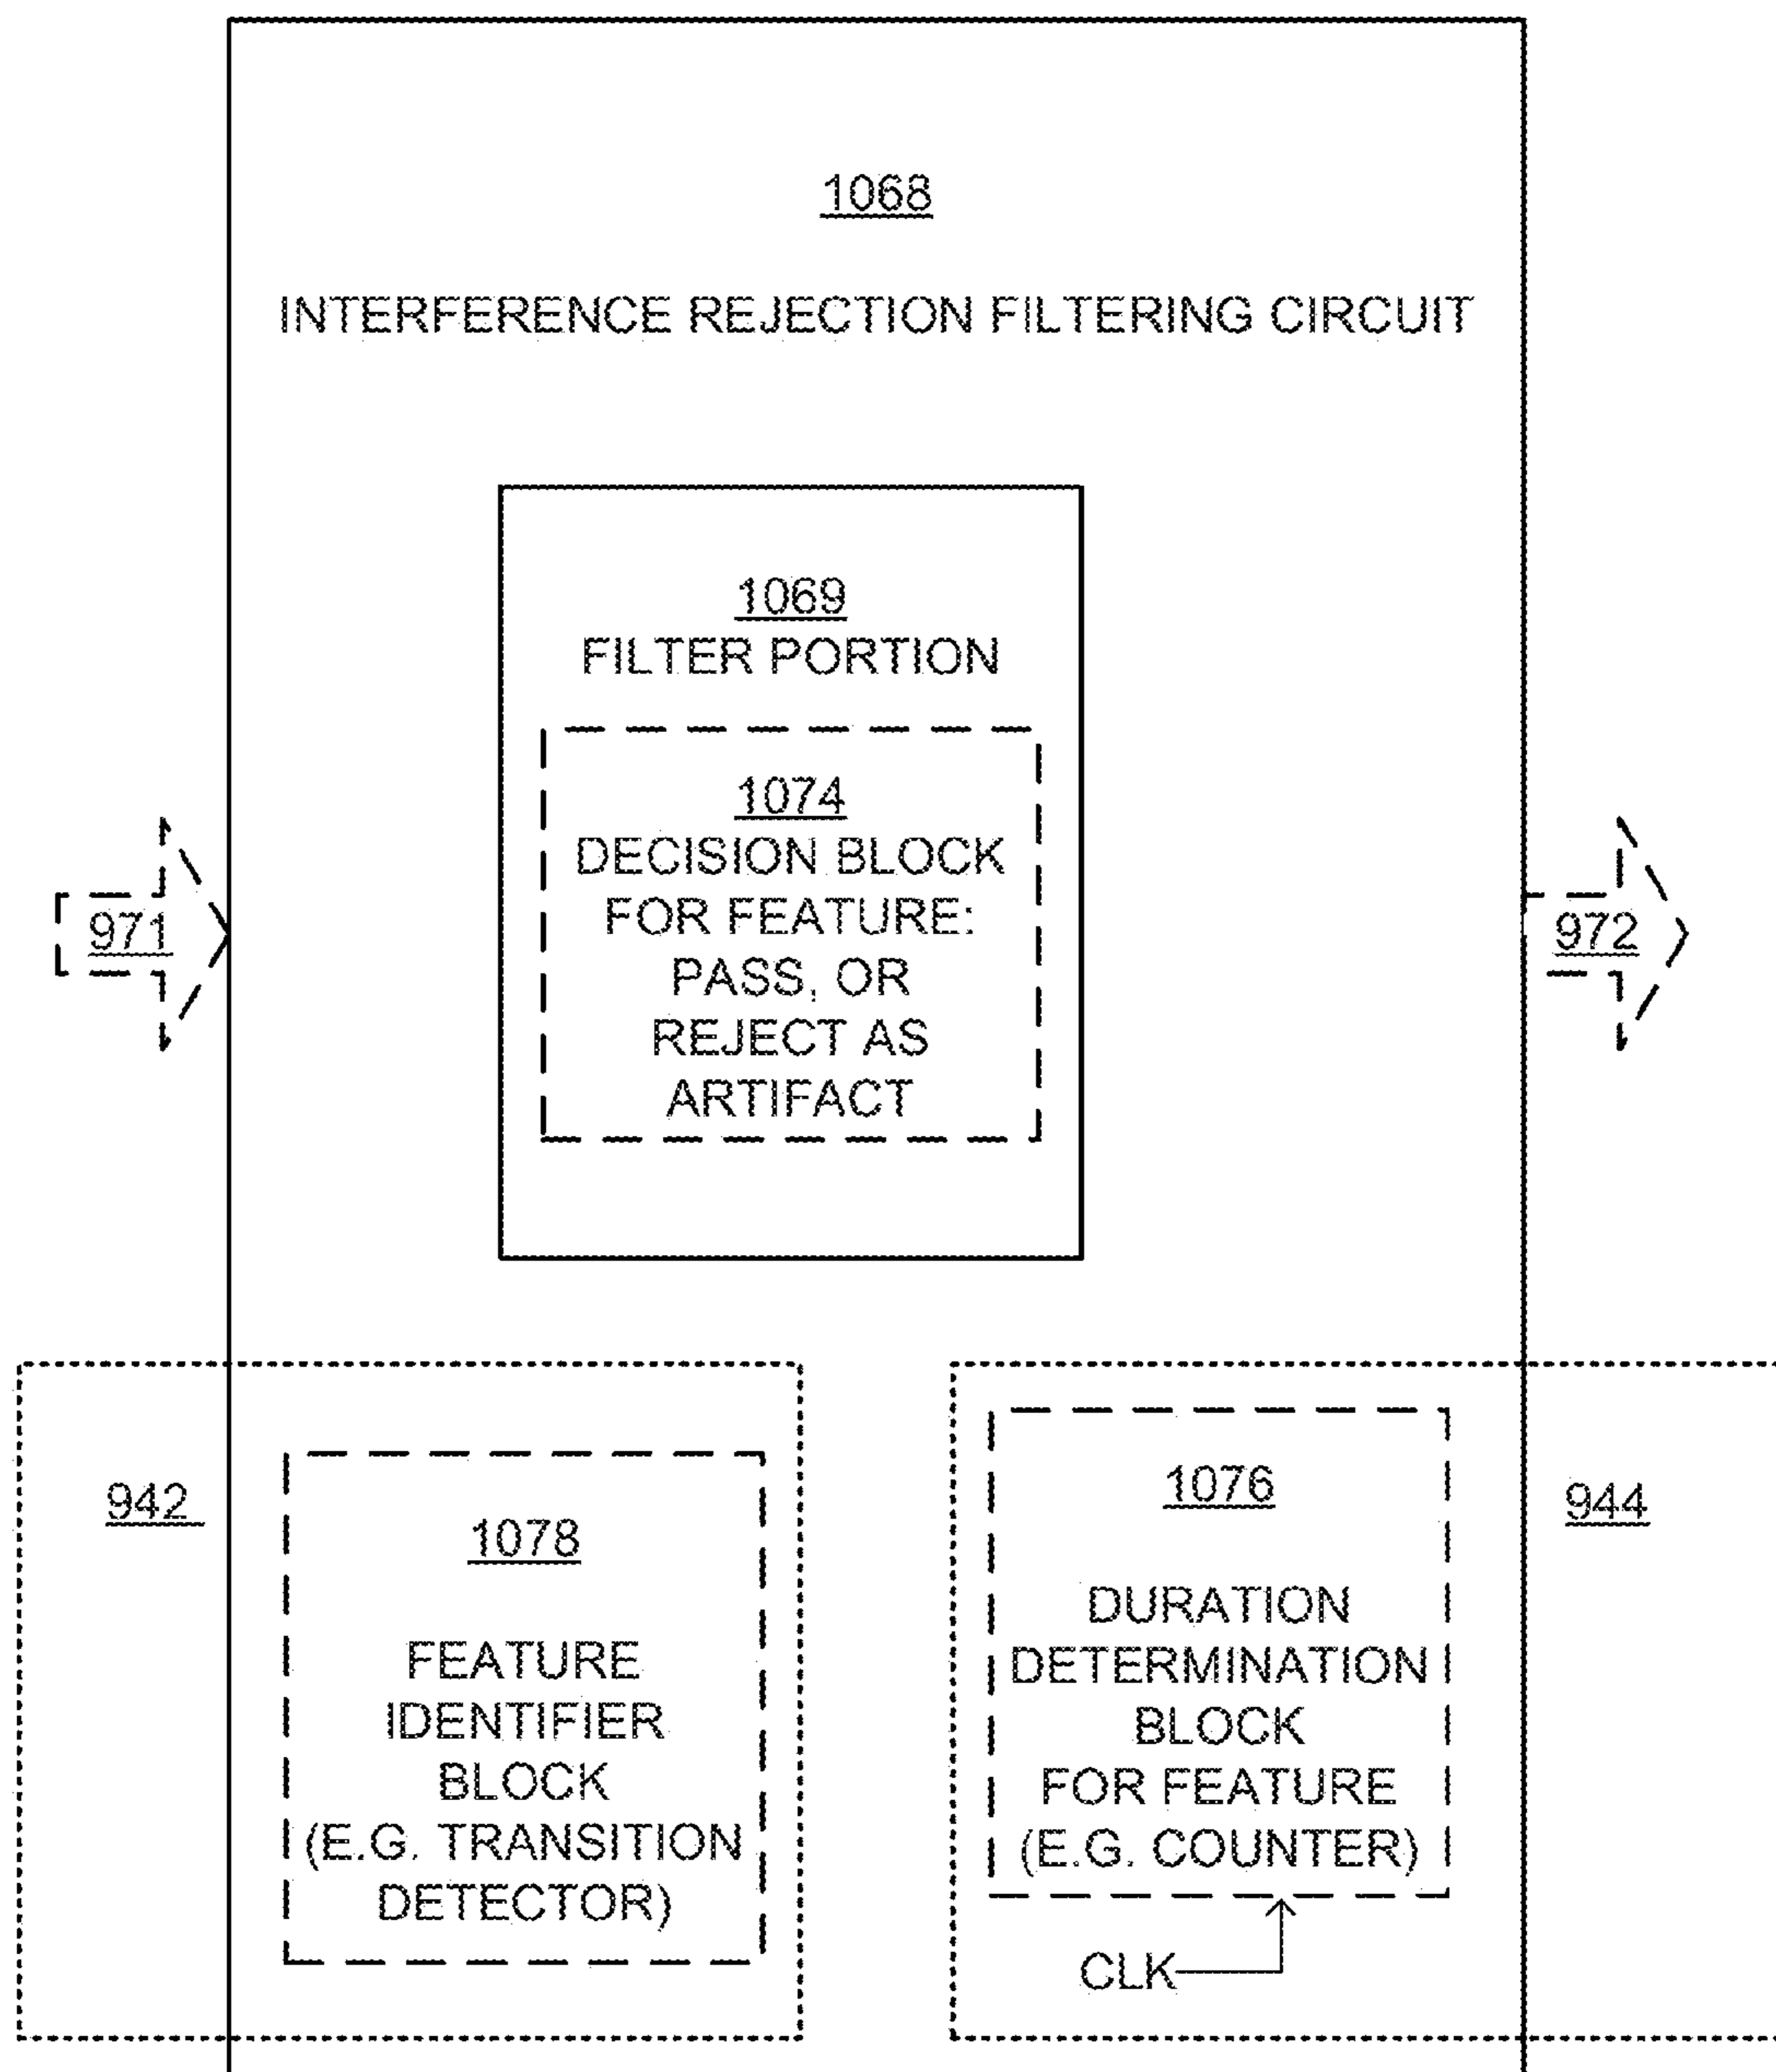 1068
INTERFERENCE REJECTION FILTERING CIRCUIT
1069
FILTER PORTION
1074
DECISION BLOCK
FOR FEATURE:
PASS, OR
REJECT AS
ARTIFACT
971
972
942
1078
FEATURE
IDENTIFIER
BLOCK
(E.G. TRANSITION
DETECTOR)
1076
DURATION
DETERMINATION
BLOCK
FOR FEATURE
(E.G. COUNTER)
CLK
944